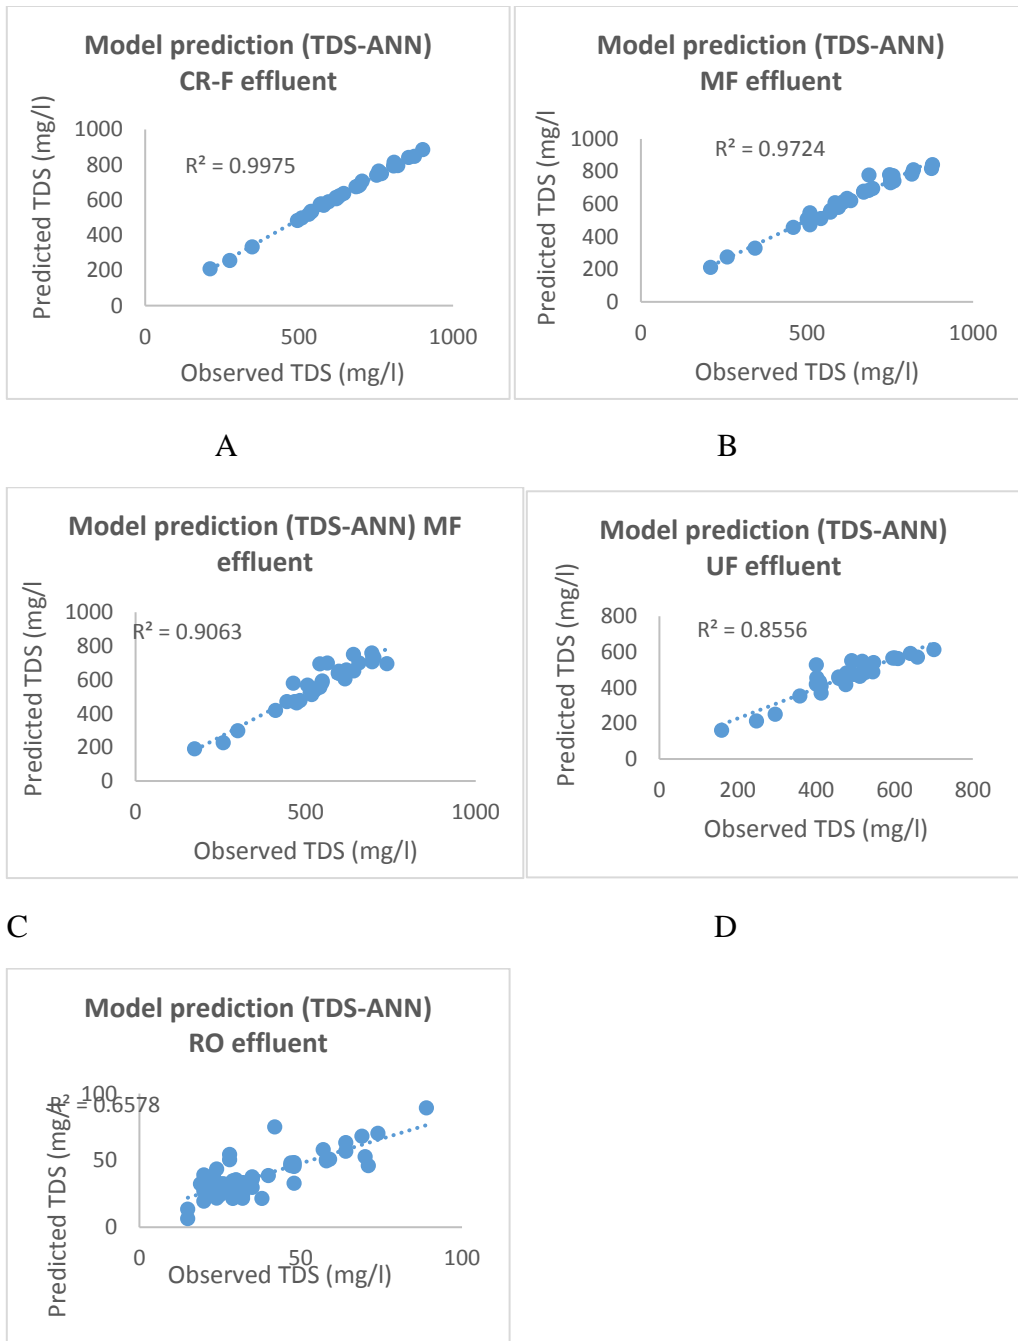 Model prediction (TDS-ANN)
CR-F effluent
Predicted TDS (mg/l)
1000
800
600
400
200
0
R² = 0.9975
0
500
1000
Observed TDS (mg/l)
Model prediction (TDS-ANN)
MF effluent
Predicted TDS (mg/l
1000
800
600
400
200
0
R² = 0.9724
0
500
1000
Observed TDS (mg/l)
A
B
Model prediction (TDS-ANN) MF
effluent
Predicted TDS (mg/l
1000
800
600
400
200
0
R² = 0.9063
0
500
1000
Observed TDS (mg/l)
Model prediction (TDS-ANN)
UF effluent
Predicted TDS (mg/l
800
600
400
200
0
R² = 0.8556
0
200
400
600
800
Observed TDS (mg/l)
C
D
Model prediction (TDS-ANN)
RO effluent
Predicted TDS (mg/l
100
50
0
R² = 0.6578
0
50
100
Observed TDS (mg/l)